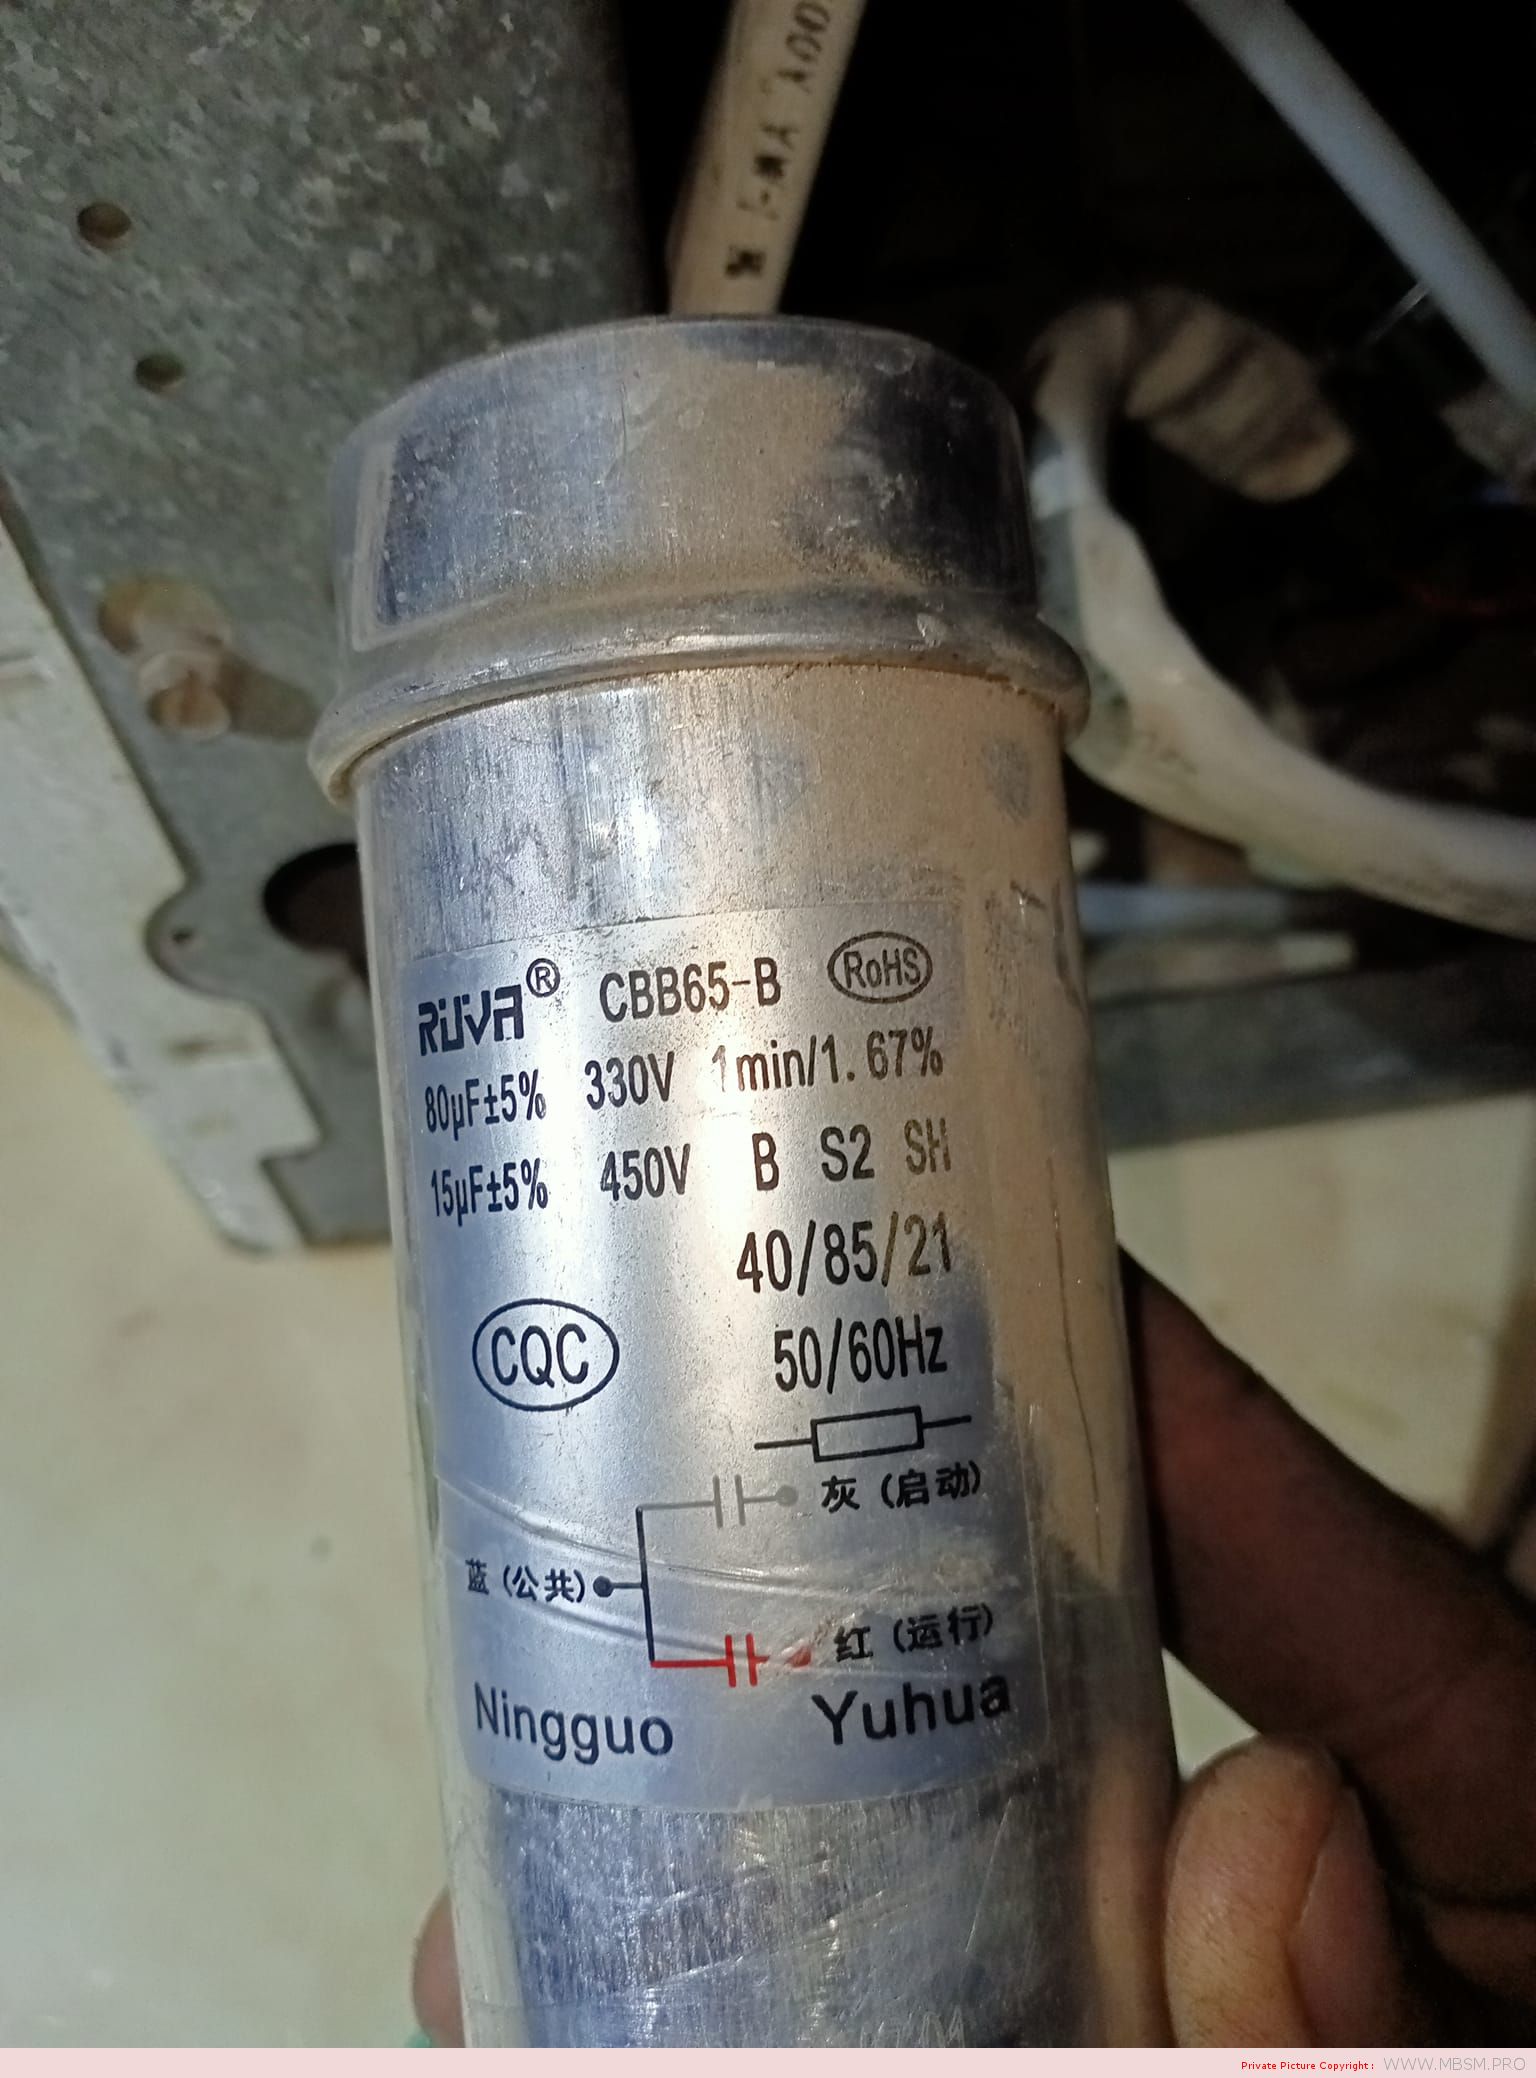 RUVA® CBB65-B RoHS
80μF±5% 330V 1min/1.67%
15μF±5% 450V B S2 SH
40/85/21
CQC 50/60Hz
灰 (启动)
蓝 (公共)
红 (运行)
Ningguo Yuhua
Private Picture Copyright : WWW.MBSM.PRO